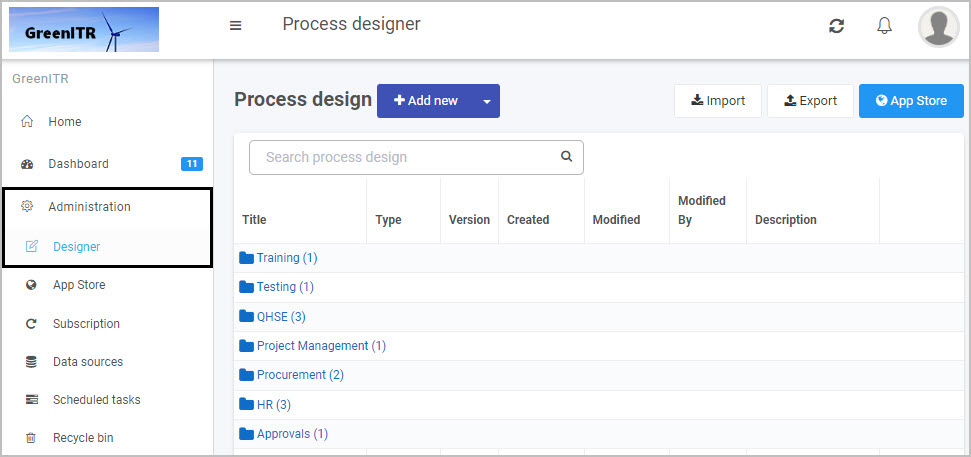 GreenITR
Process designer
GreenITR
Home
Dashboard 11
Administration
Designer
App Store
Subscription
Data sources
Scheduled tasks
Recycle bin
Process design
Add new
Import
Export
App Store
Search process design
Title Type Version Created Modified Modified By Description
Training (1)
Testing (1)
QHSE (3)
Project Management (1)
Procurement (2)
HR (3)
Approvals (1)